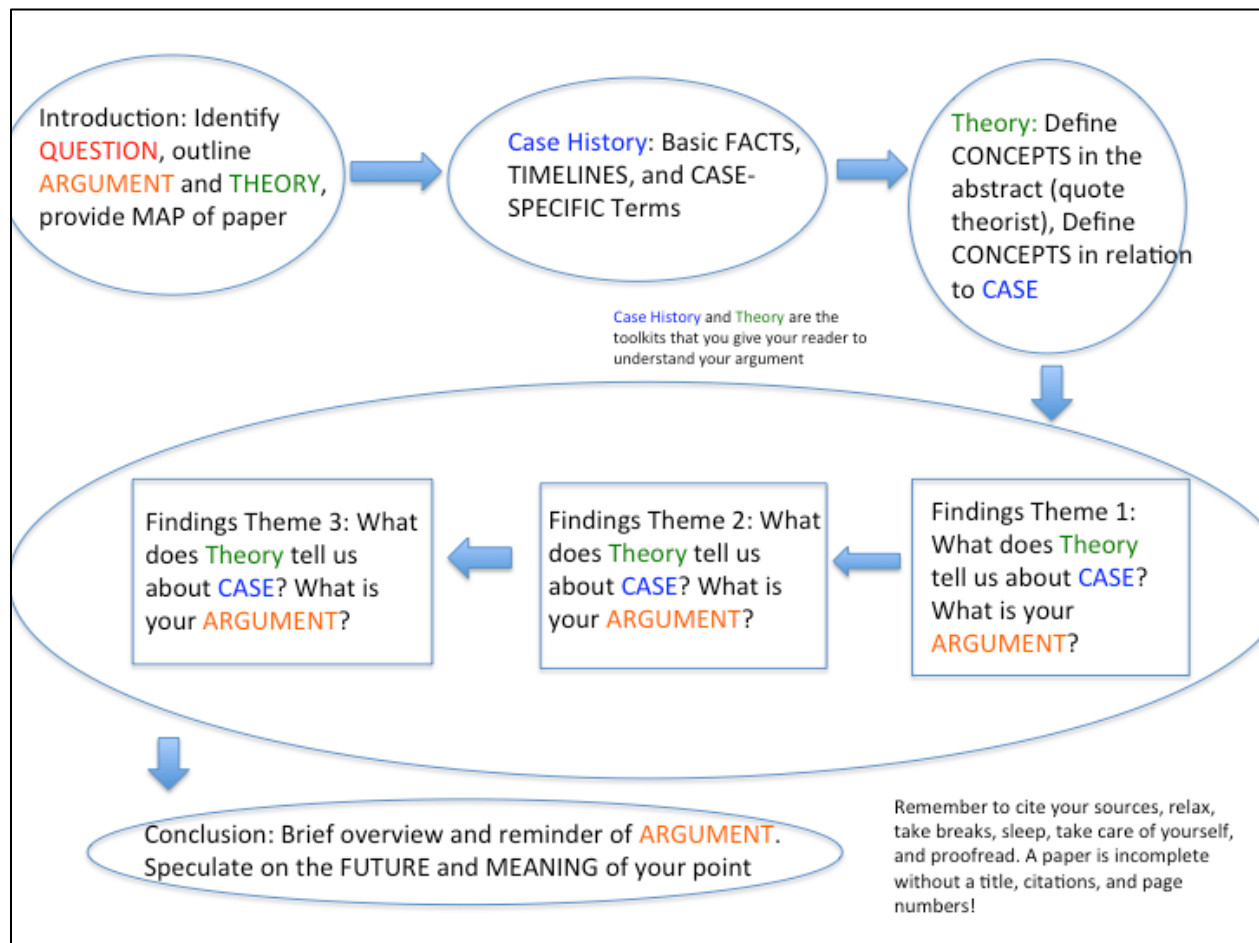 Introduction: Identify
QUESTION, outline
ARGUMENT and THEORY,
provide MAP of paper
Case History: Basic FACTS,
TIMELINES, and CASE-
SPECIFIC Terms
Theory: Define
CONCEPTS in the
abstract (quote
theorist), Define
CONCEPTS in relation
to CASE
Case History and Theory are the
toolkits that you give your reader to
understand your argument
Findings Theme 1:
What does Theory
tell us about CASE?
What is your
ARGUMENT?
Findings Theme 2: What
does Theory tell us
about CASE? What is
your ARGUMENT?
Findings Theme 3: What
does Theory tell us
about CASE? What is
your ARGUMENT?
Conclusion: Brief overview and reminder of ARGUMENT.
Speculate on the FUTURE and MEANING of your point
Remember to cite your sources, relax,
take breaks, sleep, take care of yourself,
and proofread. A paper is incomplete
without a title, citations, and page
numbers!